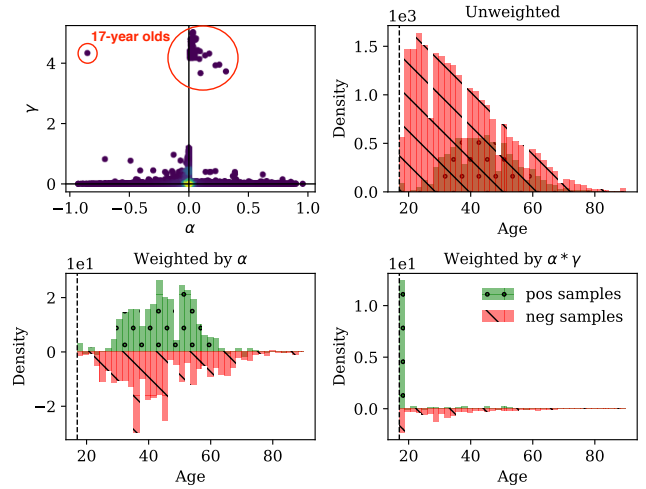 17-year olds
γ
4
2
0
−1.0 −0.5 0.0 0.5 1.0
α
1e3
Unweighted
Density
1.5
1.0
0.5
0.0
20 40 60 80
Age
1e1
Weighted by α
Density
2
0
−2
20 40 60 80
Age
1e1
Weighted by α * γ
Density
1.0
0.5
0.0
20 40 60 80
Age
pos samples
neg samples